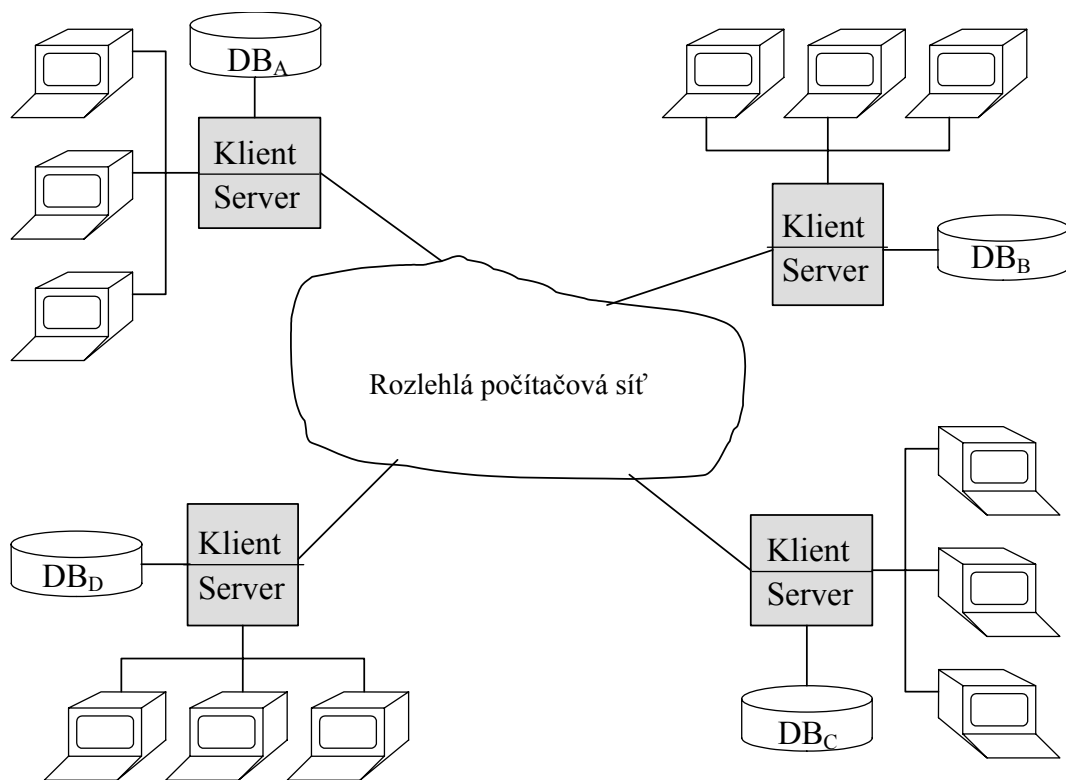 DB_A
Klient
Server
Klient
Server
DB_B
Rozlehlá počítačová síť
Klient
Server
DB_D
Klient
Server
DB_C